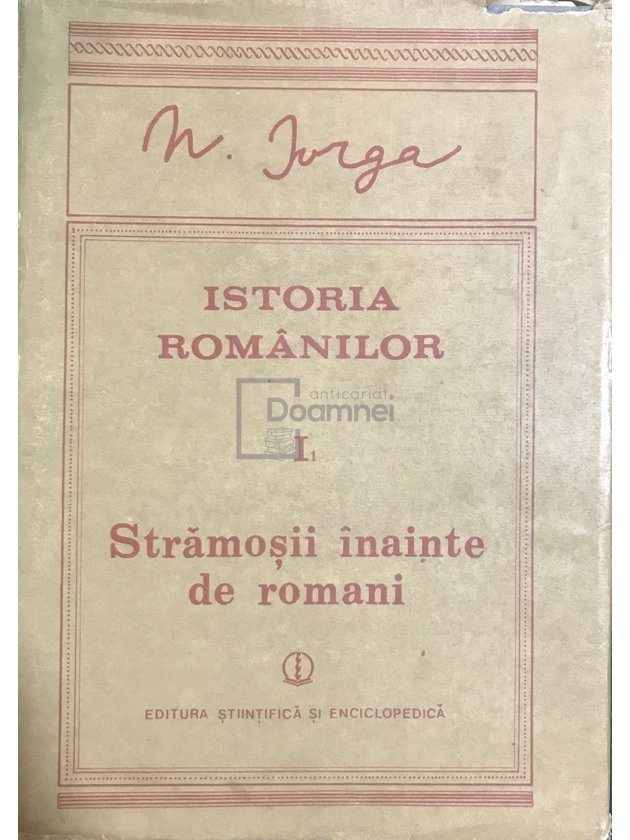 N. Iorga
ISTORIA
ROMÂNILOR
anticariat
Doamnei
I1
Strămoșii înainte
de romani
EDITURA ȘTIINȚIFICĂ ȘI ENCICLOPEDICĂ